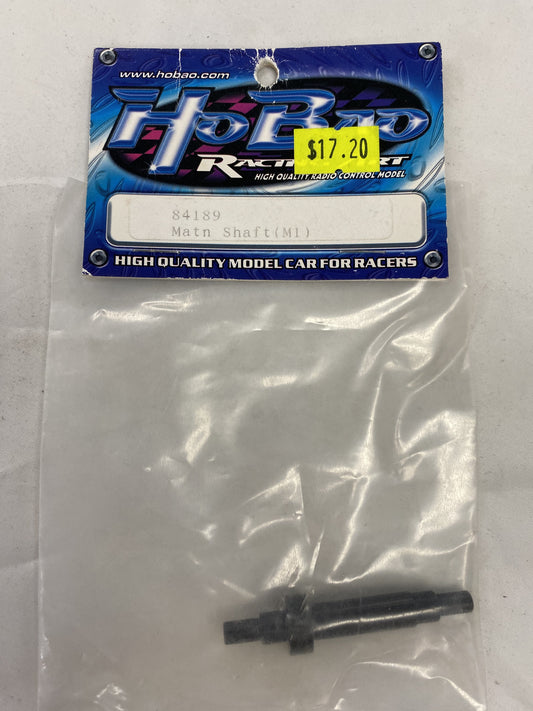 www.hobao.com
HoBao
$17.20
HIGH QUALITY RADIO CONTROL MODEL
84189
Matn Shaft(M1)
HIGH QUALITY MODEL CAR FOR RACERS